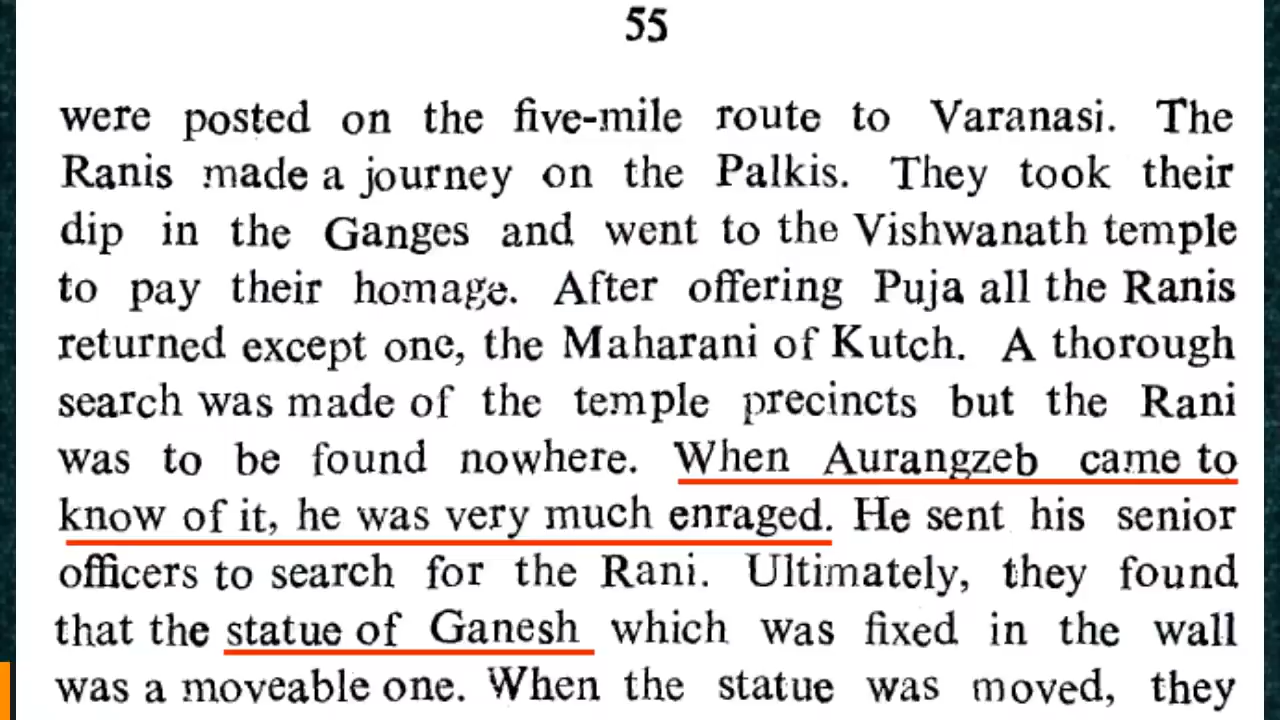 55
were posted on the five-mile route to Varanasi. The
Ranis made a journey on the Palkis. They took their
dip in the Ganges and went to the Vishwanath temple
to pay their homage. After offering Puja all the Ranis
returned except one, the Maharani of Kutch. A thorough
search was made of the temple precincts but the Rani
was to be found nowhere. When Aurangzeb came to
know of it, he was very much enraged. He sent his senior
officers to search for the Rani. Ultimately, they found
that the statue of Ganesh which was fixed in the wall
was a moveable one. When the statue was moved, they